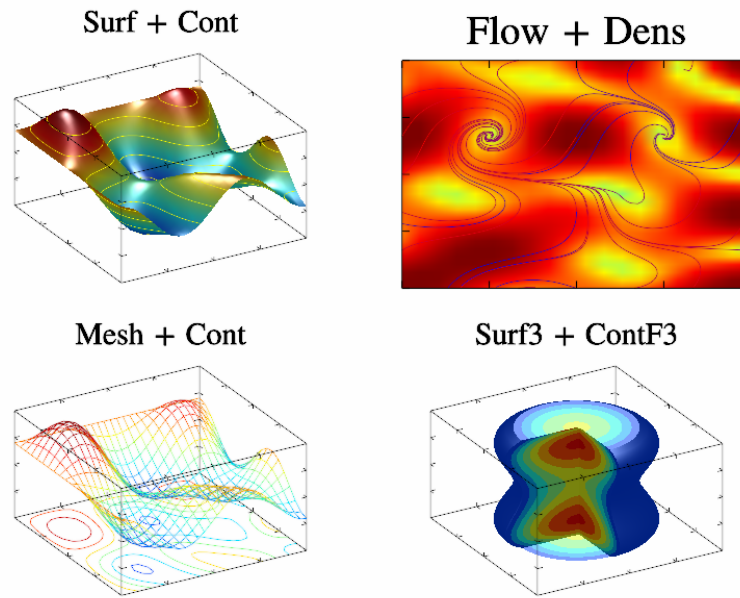 Surf + Cont
Flow + Dens
Mesh + Cont
Surf3 + ContF3